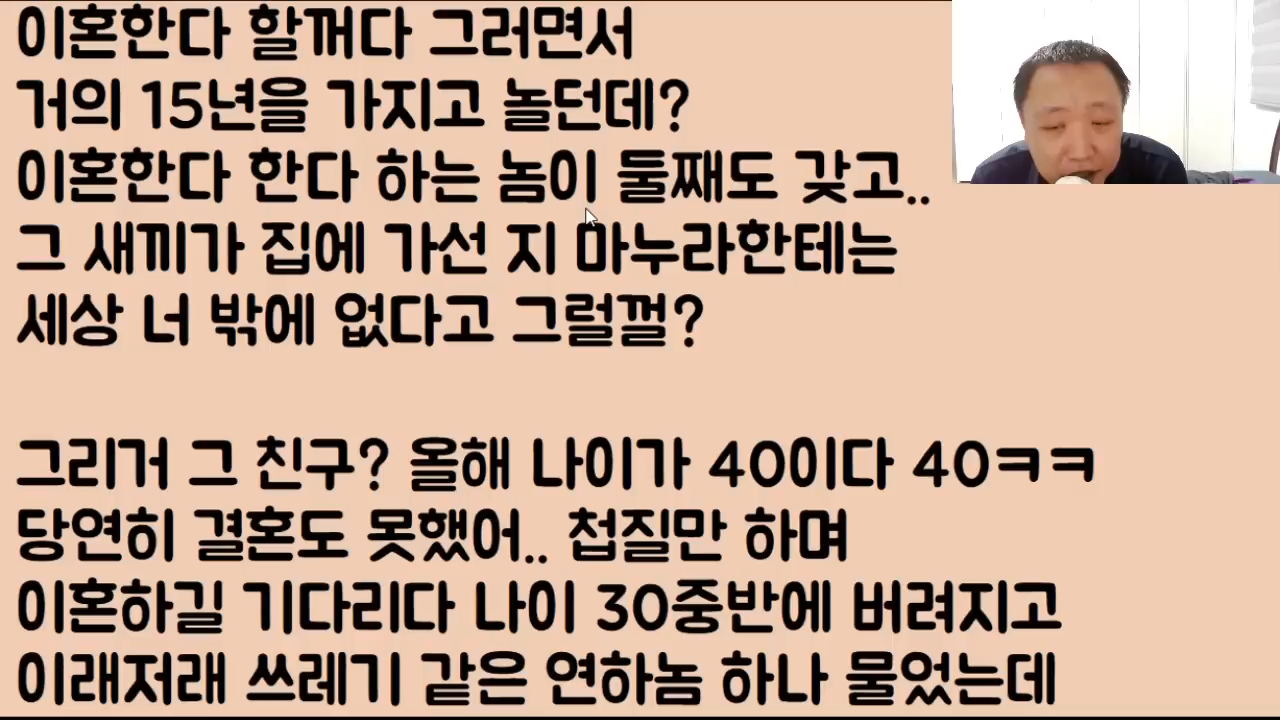 이혼한다 할꺼다 그러면서
거의 15년을 가지고 놀던데?
이혼한다 한다 하는 놈이 둘째도 갖고..
그 새끼가 집에 가선 지 마누라한테는
세상 너 밖에 없다고 그럴껄?
그리거 그 친구? 올해 나이가 40이다 40ㅋㅋ
당연히 결혼도 못했어.. 첩질만 하며
이혼하길 기다리다 나이 30중반에 버려지고
이래저래 쓰레기 같은 연하놈 하나 물었는데